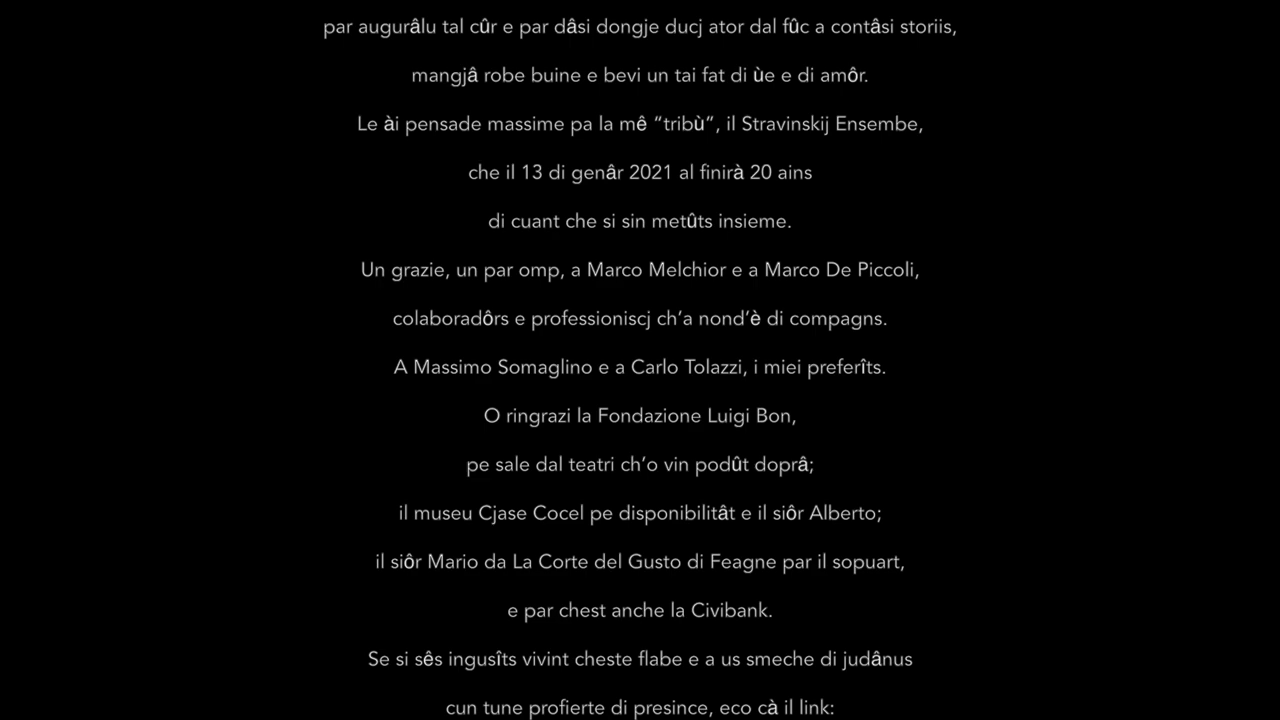 par augurâlu tal cûr e par dâsi dongje ducj ator dal fûc a contâsi storiis,
mangjâ robe buine e bevi un tai fat di ùe e di amôr.
Le ài pensade massime pa la mê “tribù”, il Stravinskij Ensembe,
che il 13 di genâr 2021 al finirà 20 ains
di cuant che si sin metûts insieme.
Un grazie, un par omp, a Marco Melchior e a Marco De Piccoli,
colaboradôrs e professioniscj ch’a nond’è di compagns.
A Massimo Somaglino e a Carlo Tolazzi, i miei preferîts.
O ringrazi la Fondazione Luigi Bon,
pe sale dal teatri ch’o vin podût doprâ;
il museu Cjase Cocel pe disponibilitât e il siôr Alberto;
il siôr Mario da La Corte del Gusto di Feagne par il sopuart,
e par chest anche la Civibank.
Se si sês ingusîts vivint cheste flabe e a us smeche di judânus
cun tune profierte di presince, eco cà il link: